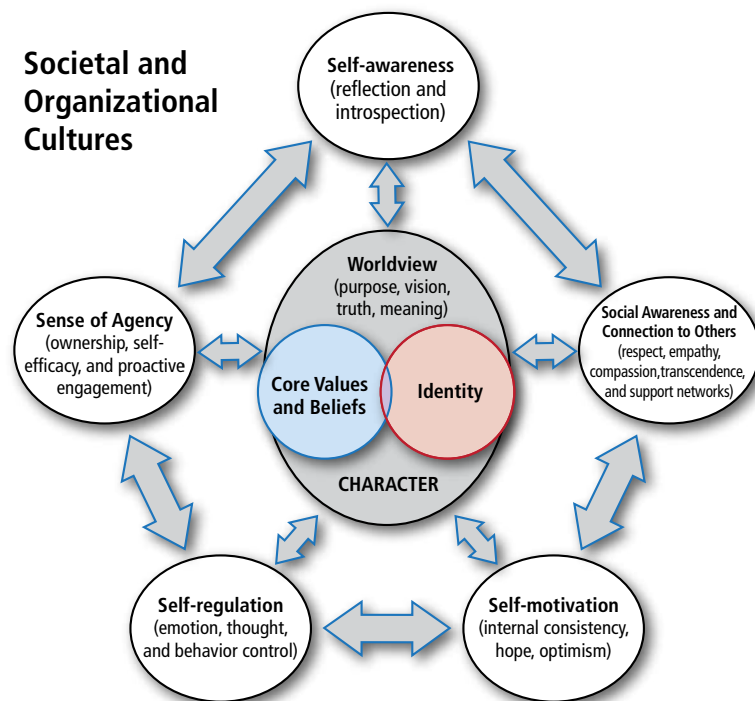 Societal and
Organizational
Cultures
Self-awareness
(reflection and
introspection)
Worldview
(purpose, vision,
truth, meaning)
Sense of Agency
(ownership, self-
efficacy, and proactive
engagement)
Social Awareness and
Connection to Others
(respect, empathy,
compassion,transcendence,
and support networks)
Core Values
and Beliefs
Identity
CHARACTER
Self-regulation
(emotion, thought,
and behavior control)
Self-motivation
(internal consistency,
hope, optimism)